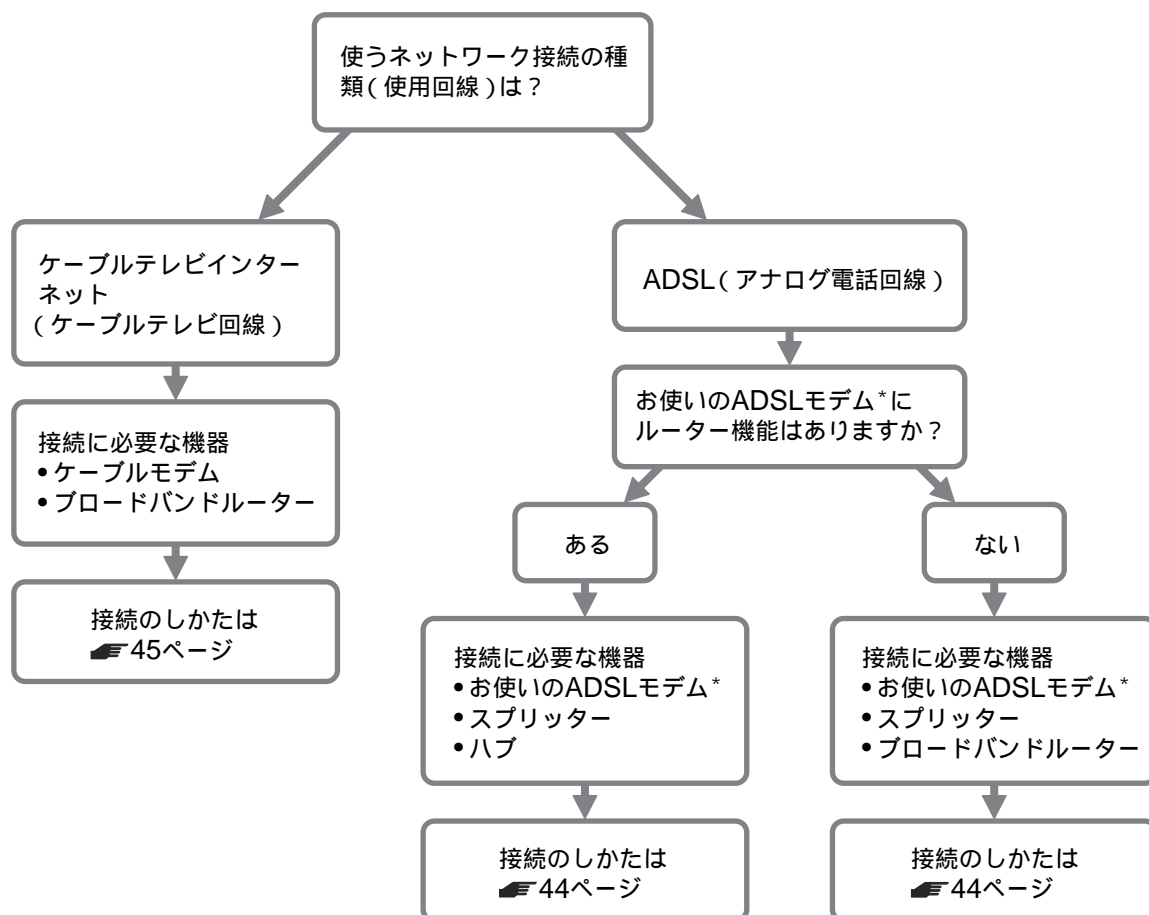 使うネットワーク接続の種
類（使用回線）は？
ケーブルテレビインター
ネット
（ケーブルテレビ回線）
ADSL（アナログ電話回線）
接続に必要な機器
•ケーブルモデム
•ブロードバンドルーター
お使いのADSLモデム*に
ルーター機能はありますか？
ある
ない
接続のしかたは
☛45ページ
接続に必要な機器
•お使いのADSLモデム*
•スプリッター
•ハブ
接続に必要な機器
•お使いのADSLモデム*
•スプリッター
•ブロードバンドルーター
接続のしかたは
☛44ページ
接続のしかたは
☛44ページ